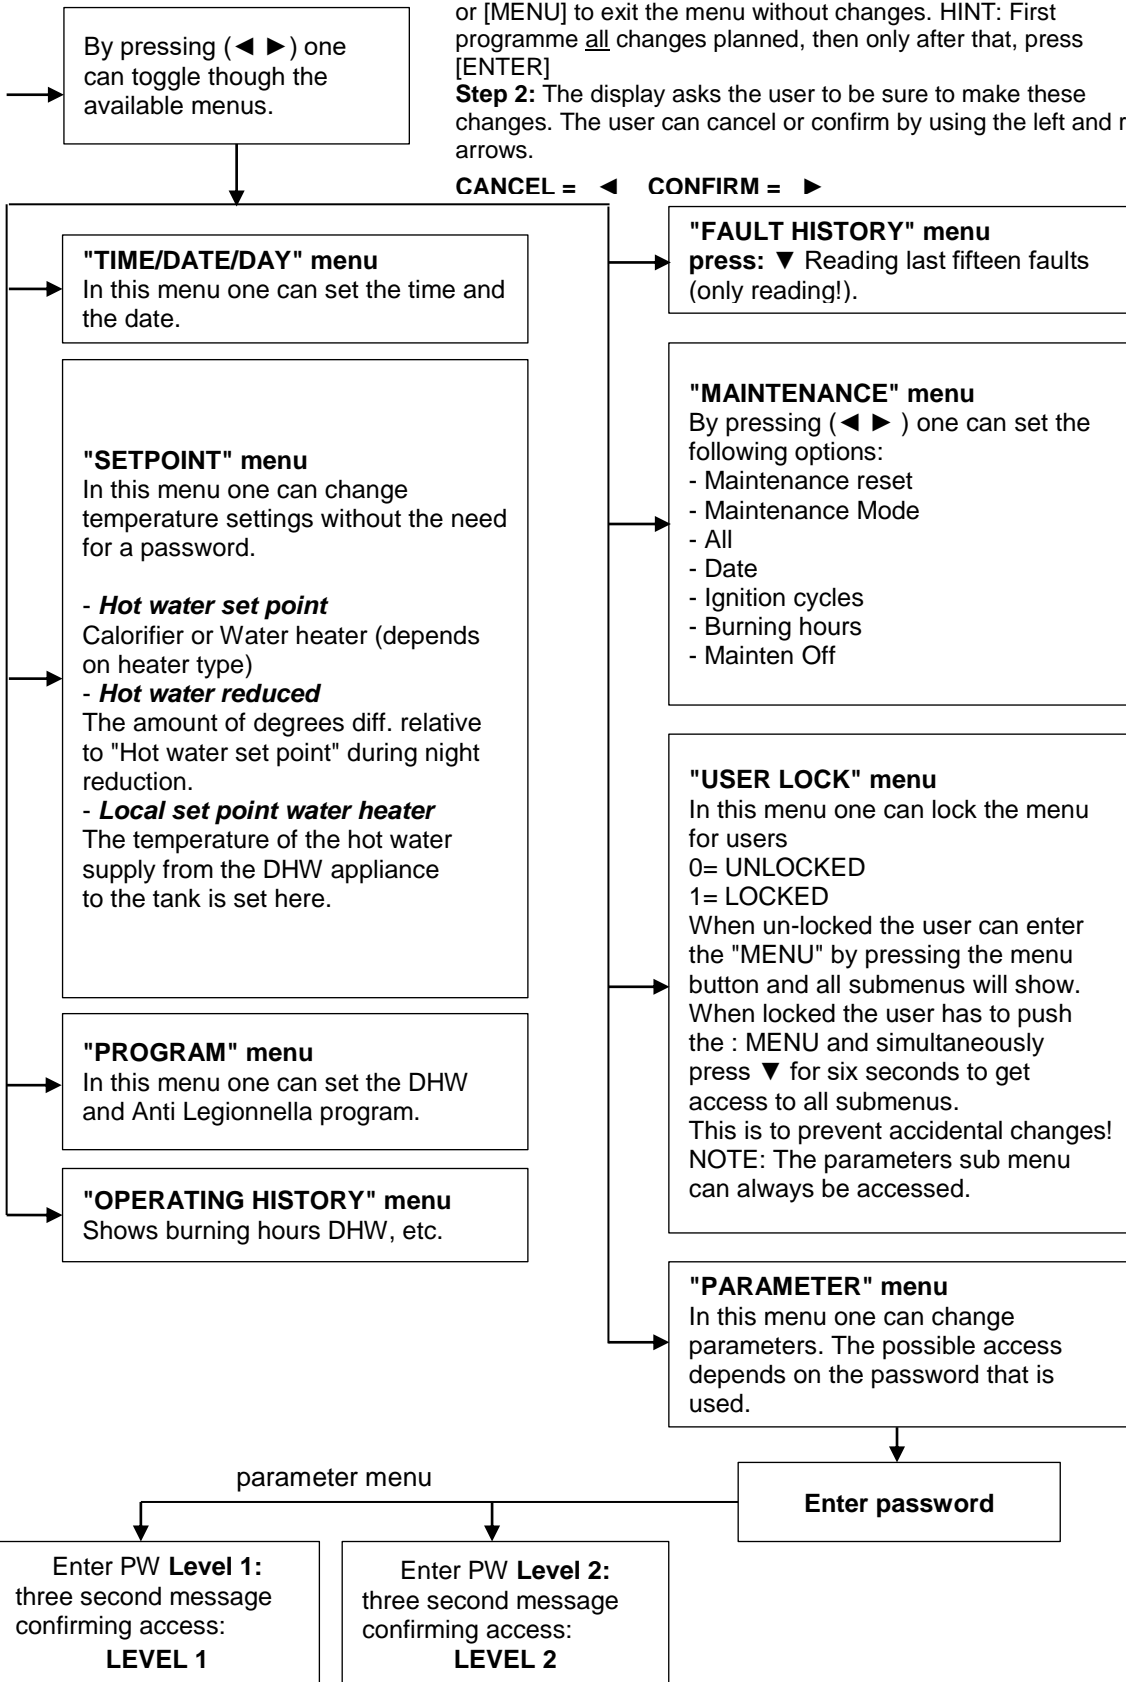 or [MENU] to exit the menu without changes. HINT: First
programme all changes planned, then only after that, press
[ENTER]
Step 2: The display asks the user to be sure to make these
changes. The user can cancel or confirm by using the left and r
arrows.
CANCEL = ◄ CONFIRM = ►
By pressing (◄ ►) one
can toggle though the
available menus.
"TIME/DATE/DAY" menu
In this menu one can set the time and
the date.
"SETPOINT" menu
In this menu one can change
temperature settings without the need
for a password.
- Hot water set point
Calorifier or Water heater (depends
on heater type)
- Hot water reduced
The amount of degrees diff. relative
to "Hot water set point" during night
reduction.
- Local set point water heater
The temperature of the hot water
supply from the DHW appliance
to the tank is set here.
"PROGRAM" menu
In this menu one can set the DHW
and Anti Legionnella program.
"OPERATING HISTORY" menu
Shows burning hours DHW, etc.
"FAULT HISTORY" menu
press: ▼ Reading last fifteen faults
(only reading!).
"MAINTENANCE" menu
By pressing (◄ ► ) one can set the
following options:
- Maintenance reset
- Maintenance Mode
- All
- Date
- Ignition cycles
- Burning hours
- Mainten Off
"USER LOCK" menu
In this menu one can lock the menu
for users
0= UNLOCKED
1= LOCKED
When un-locked the user can enter
the "MENU" by pressing the menu
button and all submenus will show.
When locked the user has to push
the : MENU and simultaneously
press ▼ for six seconds to get
access to all submenus.
This is to prevent accidental changes!
NOTE: The parameters sub menu
can always be accessed.
"PARAMETER" menu
In this menu one can change
parameters. The possible access
depends on the password that is
used.
Enter password
parameter menu
Enter PW Level 1:
three second message
confirming access:
LEVEL 1
Enter PW Level 2:
three second message
confirming access:
LEVEL 2